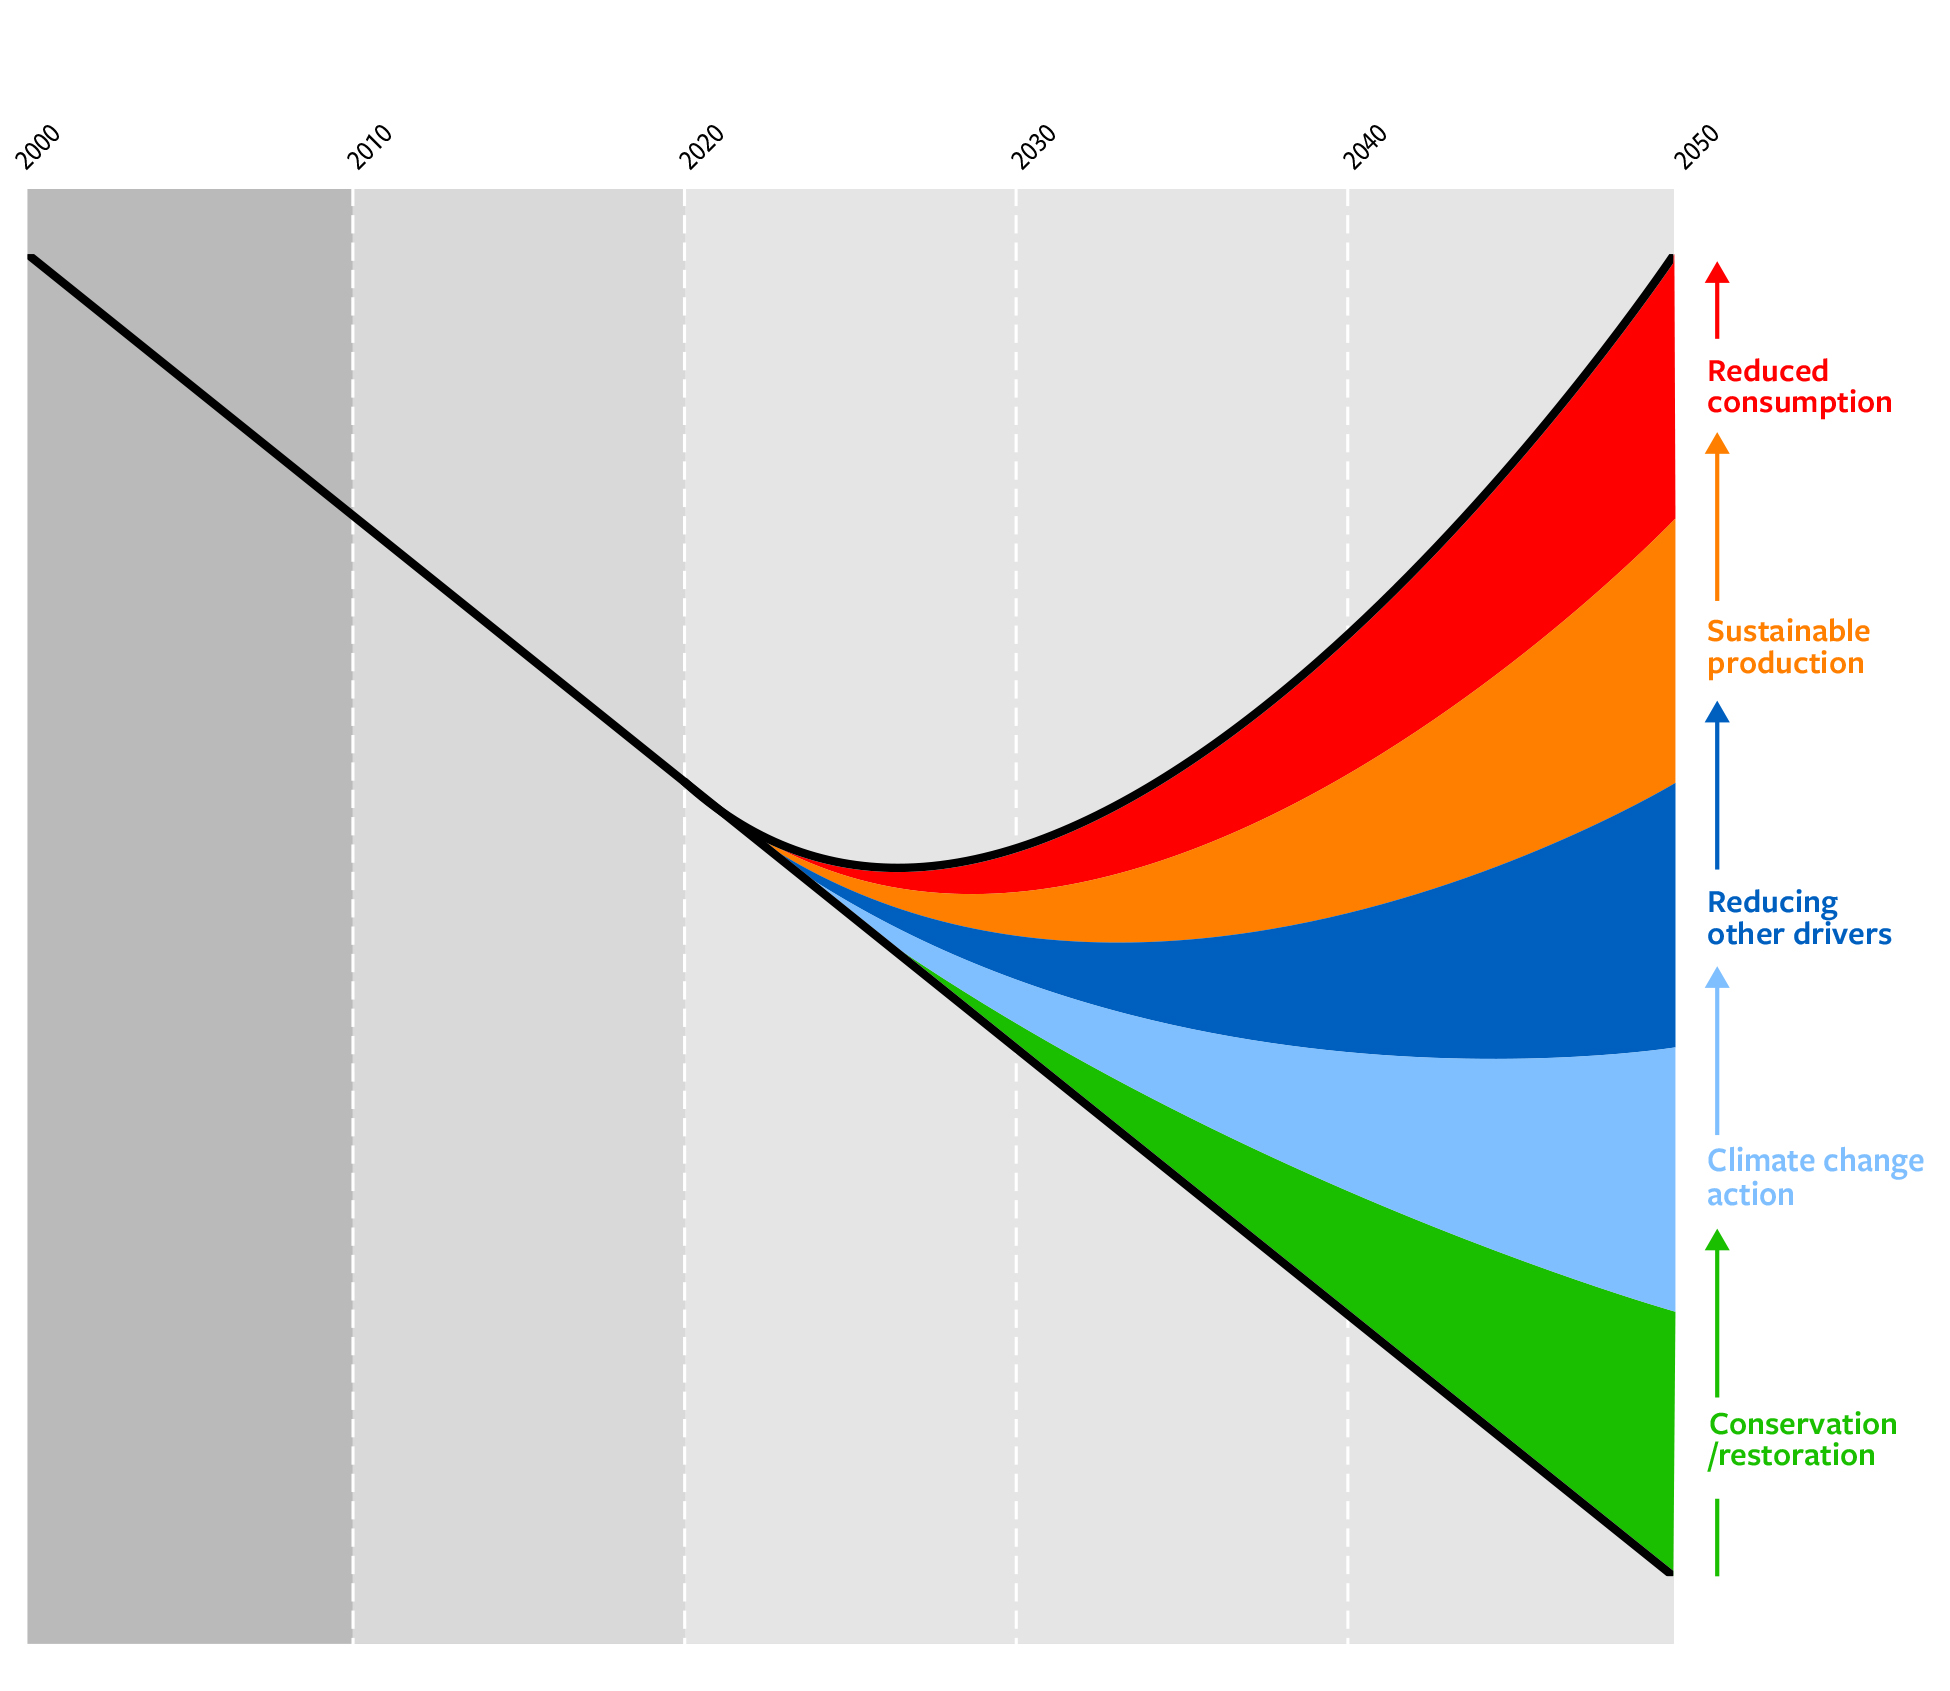 2000
2010
2020
2030
2040
2050
Reduced
consumption
Sustainable
production
Reducing
other drivers
Climate change
action
Conservation
/restoration